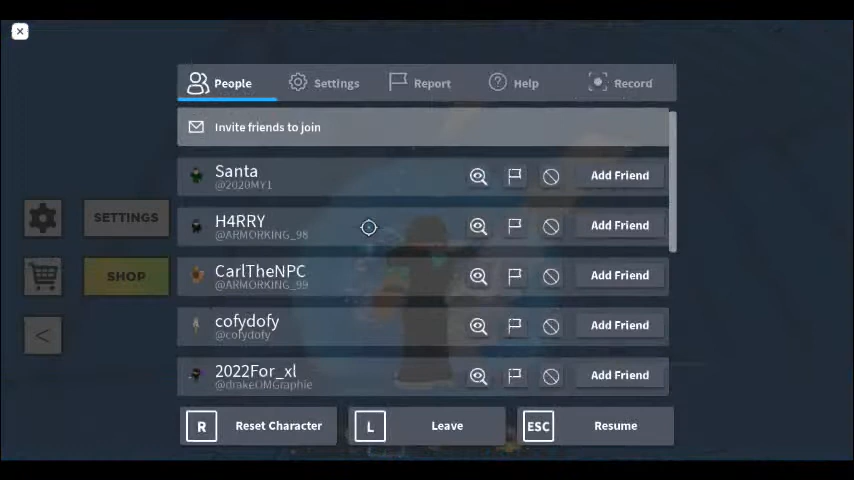 People
Settings
Report
Help
Record
Invite friends to join
Santa
@2020MY1
Add Friend
H4RRY
@ARMORKING_98
Add Friend
SETTINGS
CarlTheNPC
@ARMORKING_99
Add Friend
SHOP
cofydofy
@cofydofy
Add Friend
<
2022For_xl
@drakeOMGraphie
Add Friend
R Reset Character
L Leave
ESC Resume